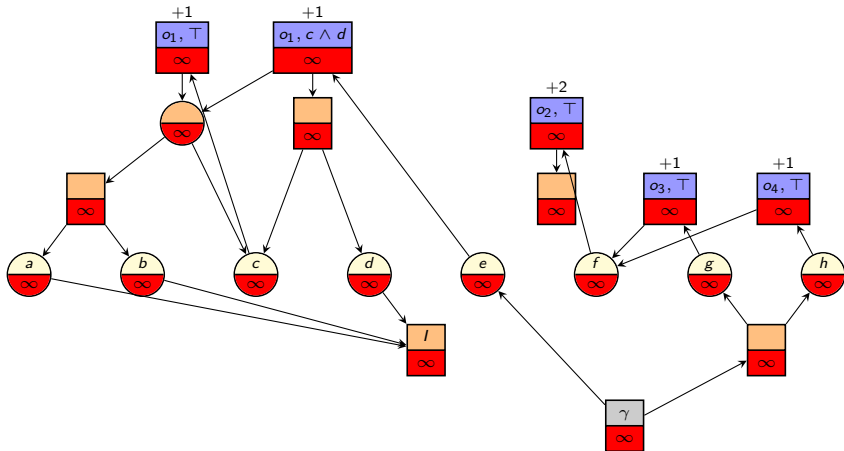 +1 +1
o₁, ⊤ o₁, c ∧ d
∞ ∞
+2
o₂, ⊤
∞ ∞ ∞
+1 +1
o₃, ⊤ o₄, ⊤
∞ ∞ ∞ ∞
a b c d e f g h
∞ ∞ ∞ ∞ ∞ ∞ ∞ ∞
I
∞ ∞
γ
∞